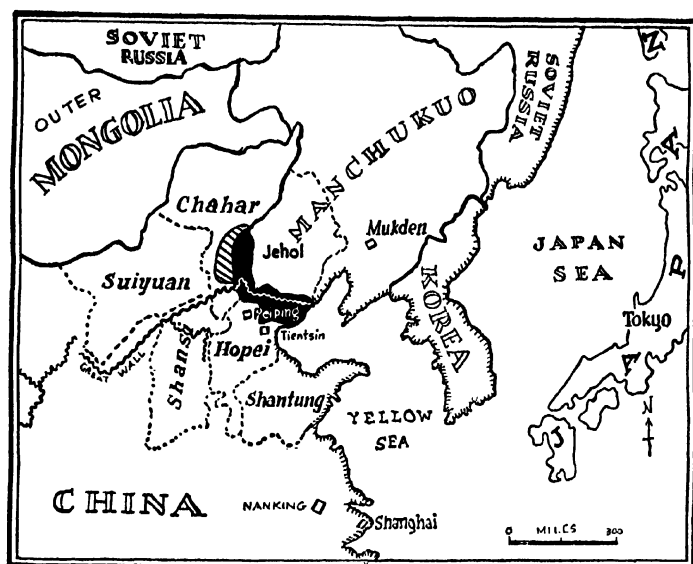 SOVIET
RUSSIA
OUTER
MONGOLIA
MANCHUKUO
SOVIET
RUSSIA
Chahar
Jehol
Mukden
Suiyuan
JAPAN
SEA
KOREA
Peiping
Tientsin
Hopei
GREAT WALL
Shansi
Shantung
YELLOW
SEA
Tokyo
JAPAN
N
CHINA
NANKING
Shanghai
0 MILES 300